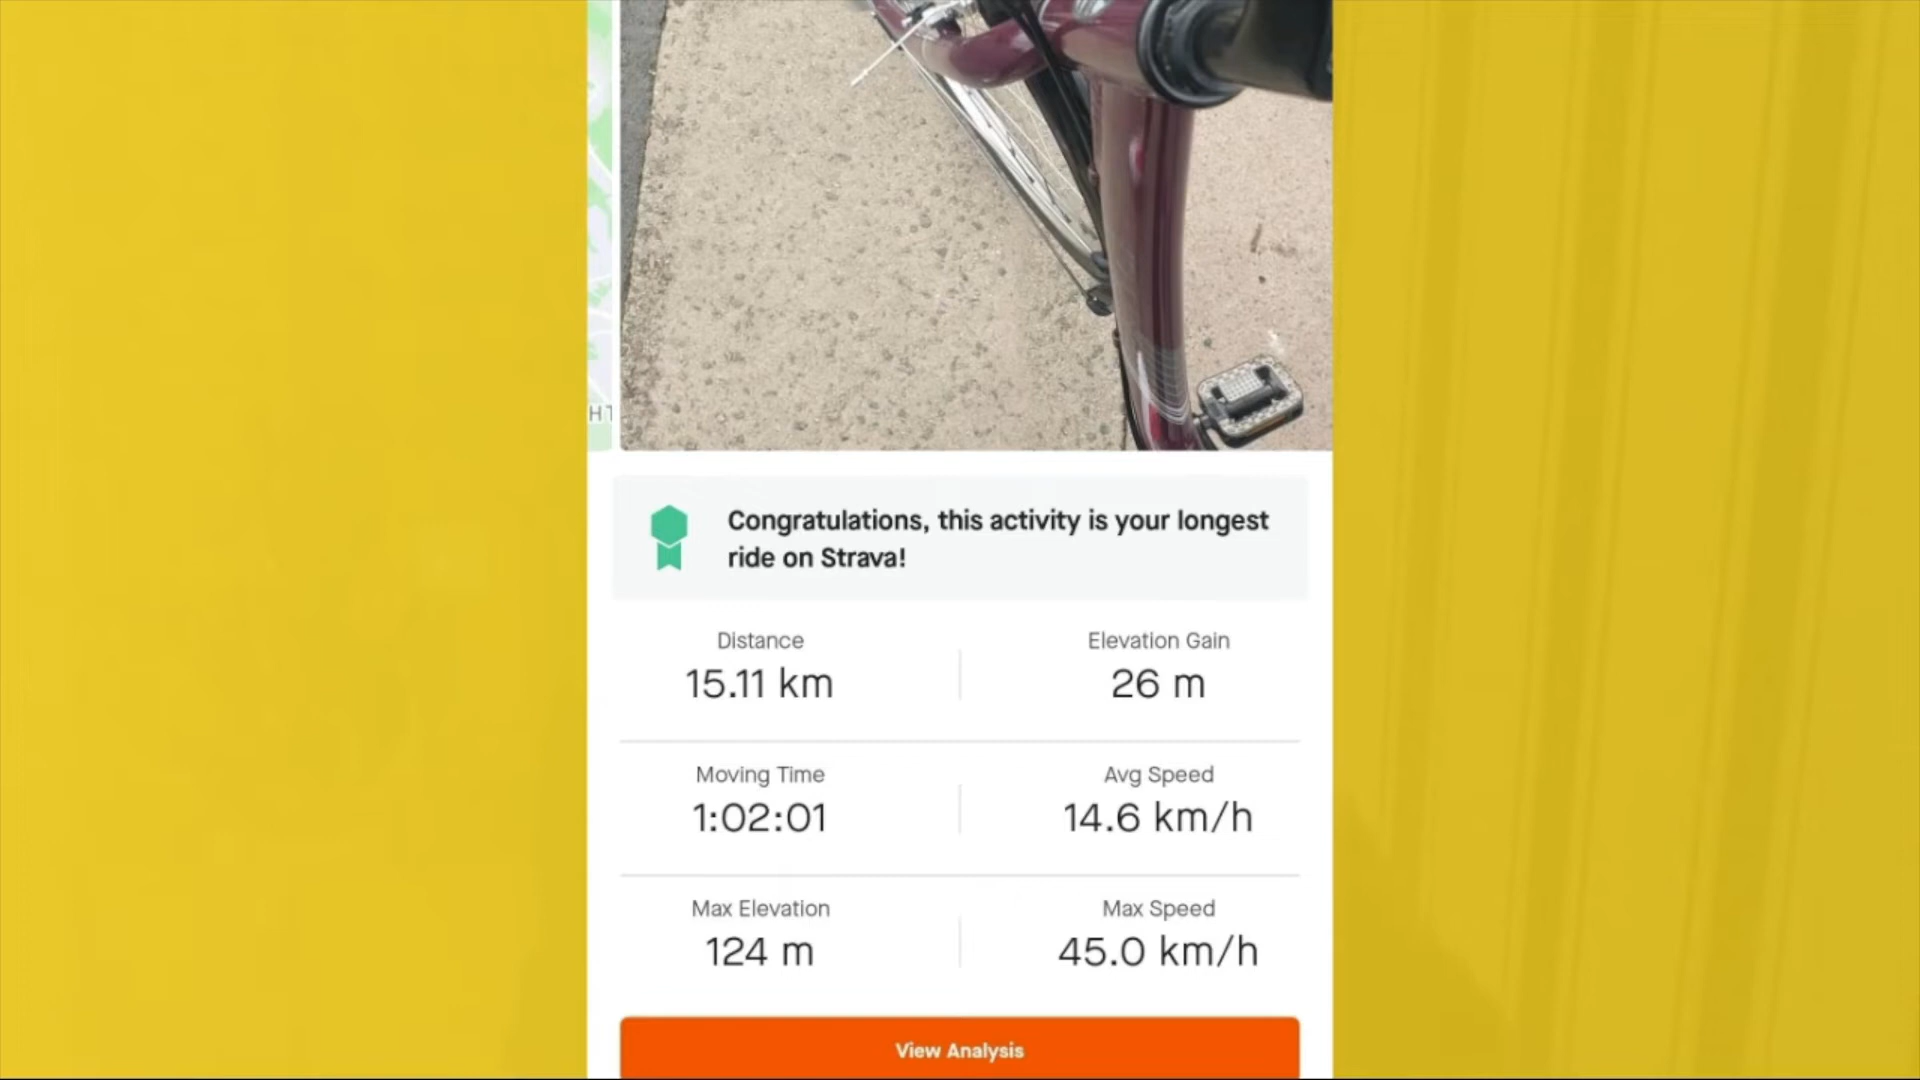 HT
Congratulations, this activity is your longest
ride on Strava!
Distance
15.11 km
Elevation Gain
26 m
Moving Time
1:02:01
Avg Speed
14.6 km/h
Max Elevation
124 m
Max Speed
45.0 km/h
View Analysis